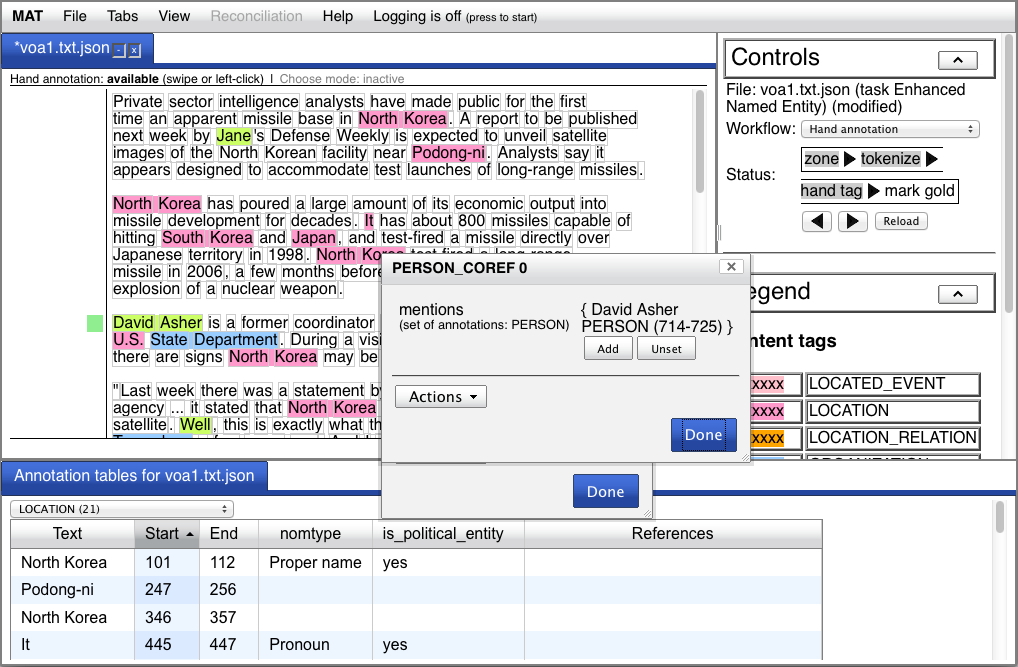 MAT File Tabs View Reconciliation Help Logging is off (press to start)
*voa1.txt.json - x
Hand annotation: available (swipe or left-click) | Choose mode: inactive
Private sector intelligence analysts have made public for the first
time an apparent missile base in North Korea. A report to be published
next week by Jane's Defense Weekly is expected to unveil satellite
images of the North Korean facility near Podong-ni. Analysts say it
appears designed to accommodate test launches of long-range missiles.
North Korea has poured a large amount of its economic output into
missile development for decades. It has about 800 missiles capable of
hitting South Korea and Japan, and test-fired a missile directly over
Japanese territory in 1998. North Korea test-fired a long-range
missile in 2006, a few months before
explosion of a nuclear weapon.
David Asher is a former coordinator
U.S. State Department. During a visi
there are signs North Korea may be
"Last week there was a statement by
agency ... it stated that North Korea
satellite. Well, this is exactly what th
Controls
File: voa1.txt.json (task Enhanced
Named Entity) (modified)
Workflow: Hand annotation
Status:
zone ▶ tokenize ▶
hand tag ▶ mark gold
◀ ▶ Reload
egend
ntent tags
xxxx LOCATED_EVENT
xxxx LOCATION
xxxx LOCATION_RELATION
PERSON_COREF 0 ✕
mentions
(set of annotations: PERSON)
{ David Asher
PERSON (714-725) }
Add Unset
Actions
Done
Done
Annotation tables for voa1.txt.json
LOCATION (21)
Text Start End nomtype is_political_entity References
North Korea 101 112 Proper name yes
Podong-ni 247 256
North Korea 346 357
It 445 447 Pronoun yes